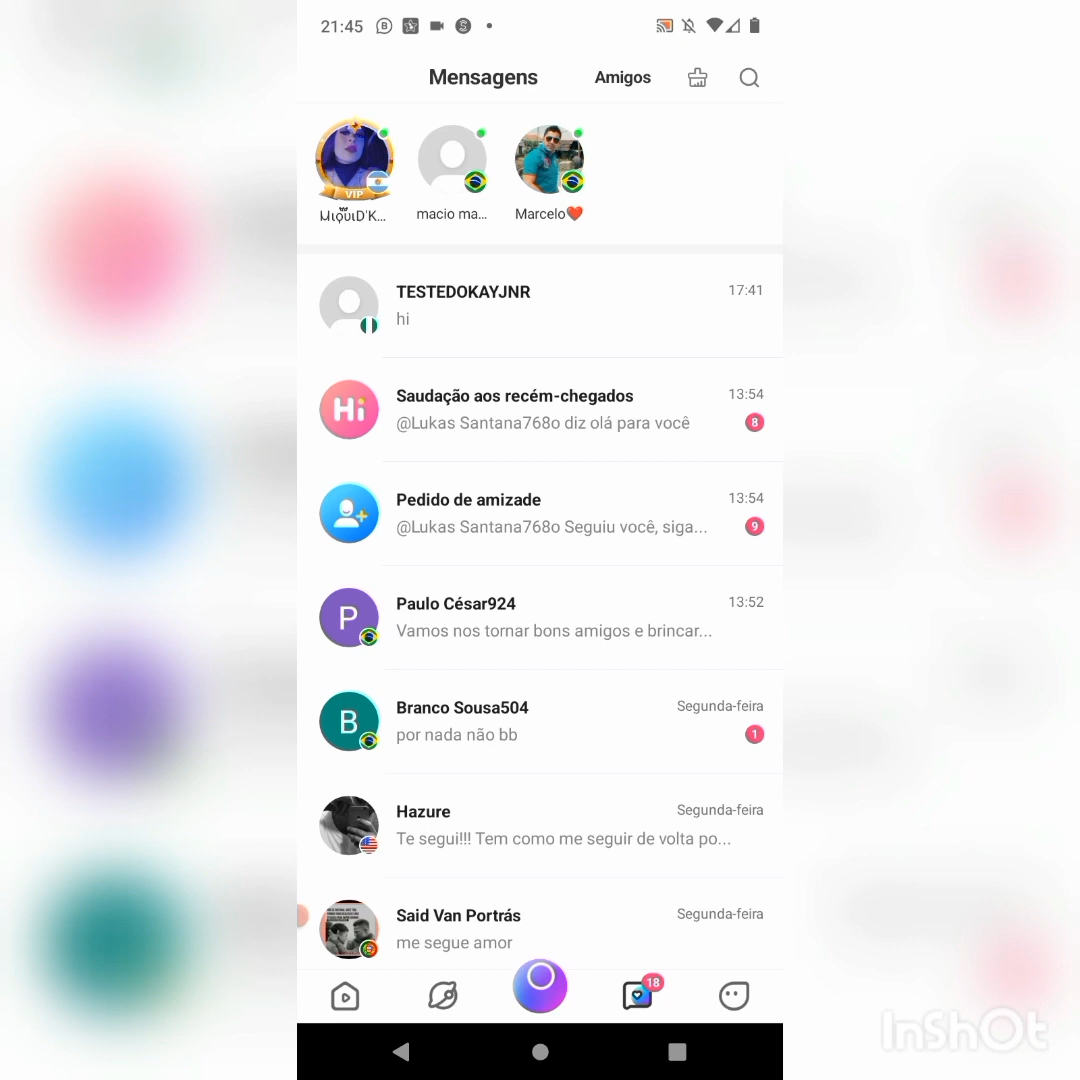 21:45
Mensagens
Amigos
VIP
macio ma...
Marcelo❤️
TESTEDOKAYJNR
17:41
hi
Hi
Saudação aos recém-chegados
13:54
@Lukas Santana768o diz olá para você
8
Pedido de amizade
13:54
@Lukas Santana768o Seguiu você, siga...
9
P
Paulo César924
13:52
Vamos nos tornar bons amigos e brincar...
B
Branco Sousa504
Segunda-feira
por nada não bb
1
Hazure
Segunda-feira
Te segui!!! Tem como me seguir de volta po...
Said Van Portrás
Segunda-feira
me segue amor
18
InShOt